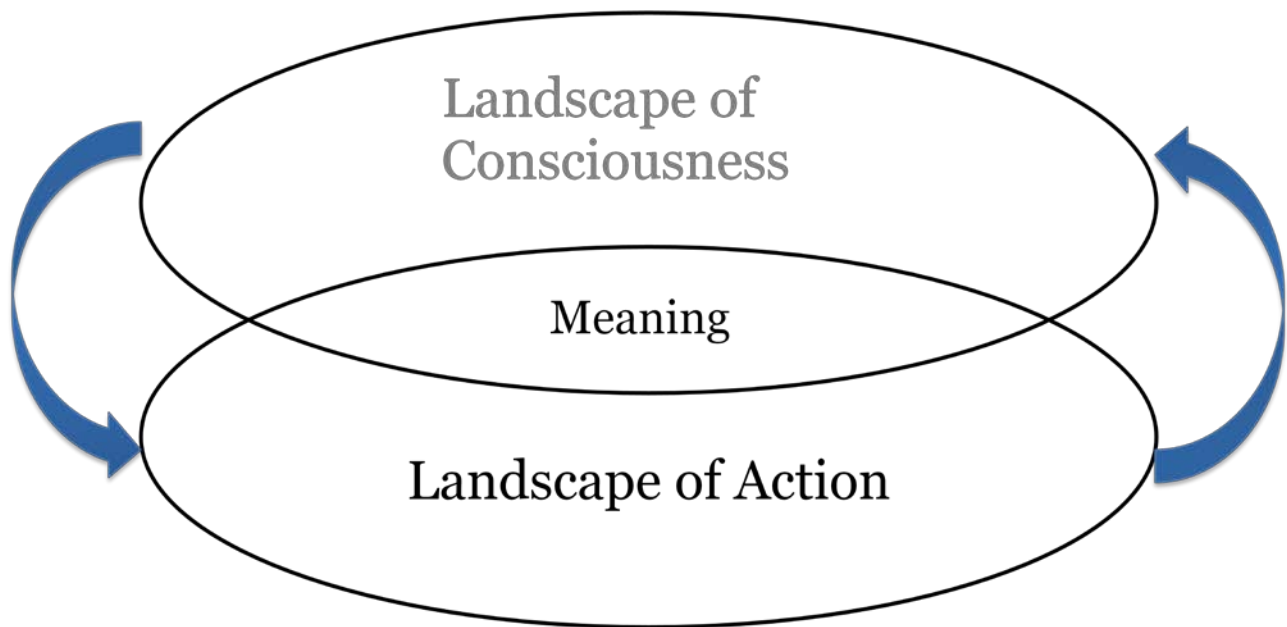 Landscape of
Consciousness
Meaning
Landscape of Action